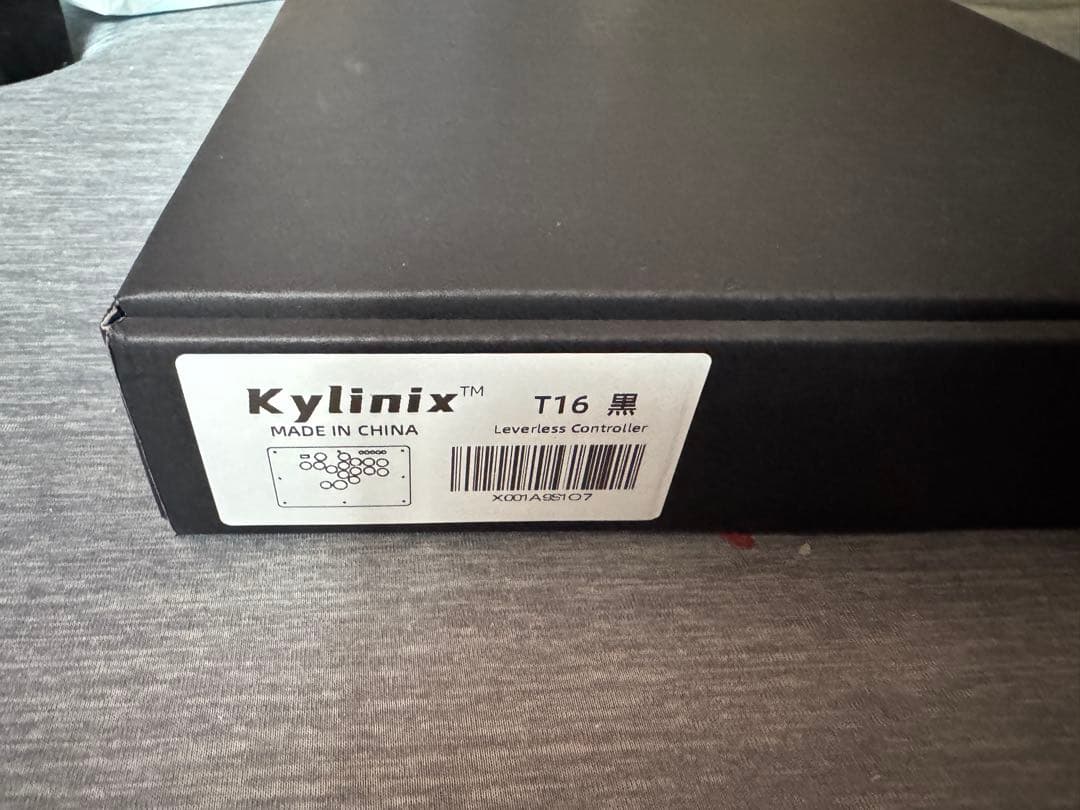 Kylinix™
MADE IN CHINA
T16 黒
Leverless Controller
X001A9S1O7